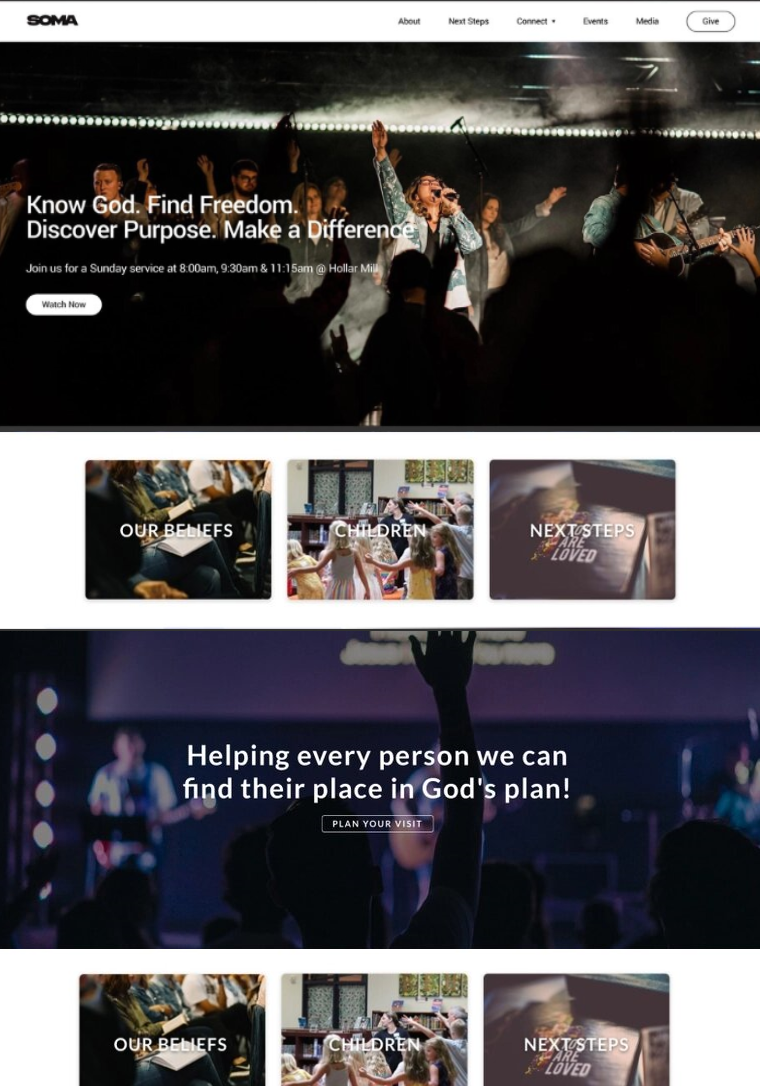 SOMA
About Next Steps Connect ▾ Events Media Give
Know God. Find Freedom.
Discover Purpose. Make a Difference
Join us for a Sunday service at 8:00am, 9:30am & 11:15am @ Hollar Mill
Watch Now
OUR BELIEFS CHILDREN NEXT STEPS
ARE
LOVED
Helping every person we can
find their place in God's plan!
PLAN YOUR VISIT
OUR BELIEFS CHILDREN NEXT STEPS
ARE
LOVED